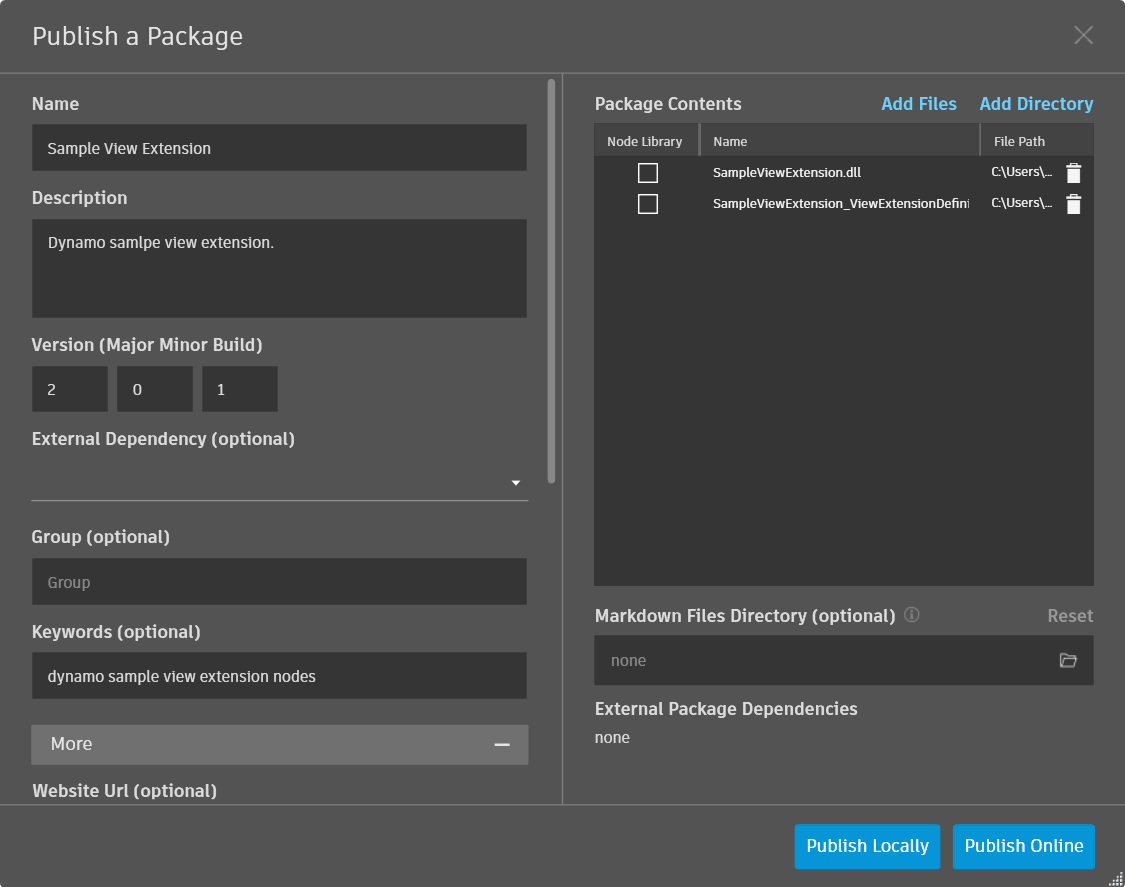 Publish a Package
Name
Sample View Extension
Description
Dynamo samlpe view extension.
Version (Major Minor Build)
2 0 1
External Dependency (optional)
Group (optional)
Group
Keywords (optional)
dynamo sample view extension nodes
More
Website Url (optional)
Package Contents Add Files Add Directory
Node Library Name File Path
SampleViewExtension.dll C:\Users\...
SampleViewExtension_ViewExtensionDefini C:\Users\...
Markdown Files Directory (optional) Reset
none
External Package Dependencies
none
Publish Locally Publish Online